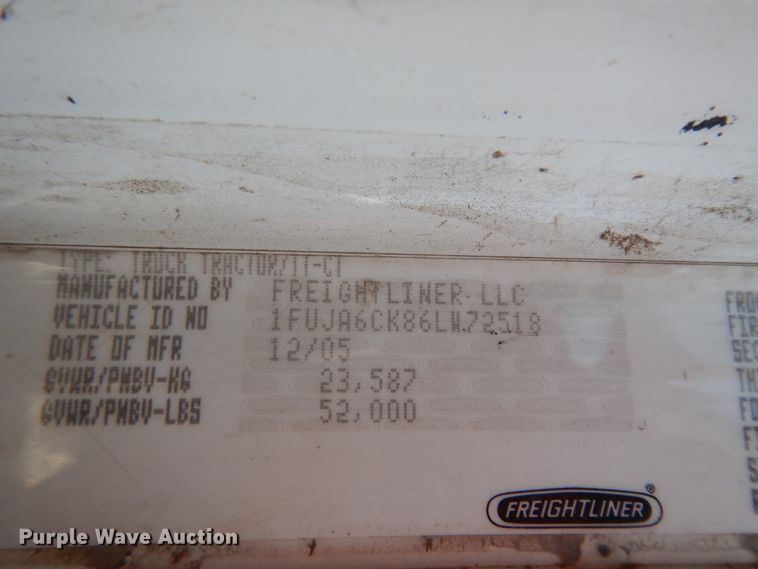 TYPE: TRUCK TRACTOR/TT-CT
MANUFACTURED BY FREIGHTLINER LLC
VEHICLE ID NO 1FUJA6CK86LW72518
DATE OF MFR 12/05
GVWR/PNBV-KG 23,587
GVWR/PNBV-LBS 52,000
FREIGHTLINER®
Purple Wave Auction